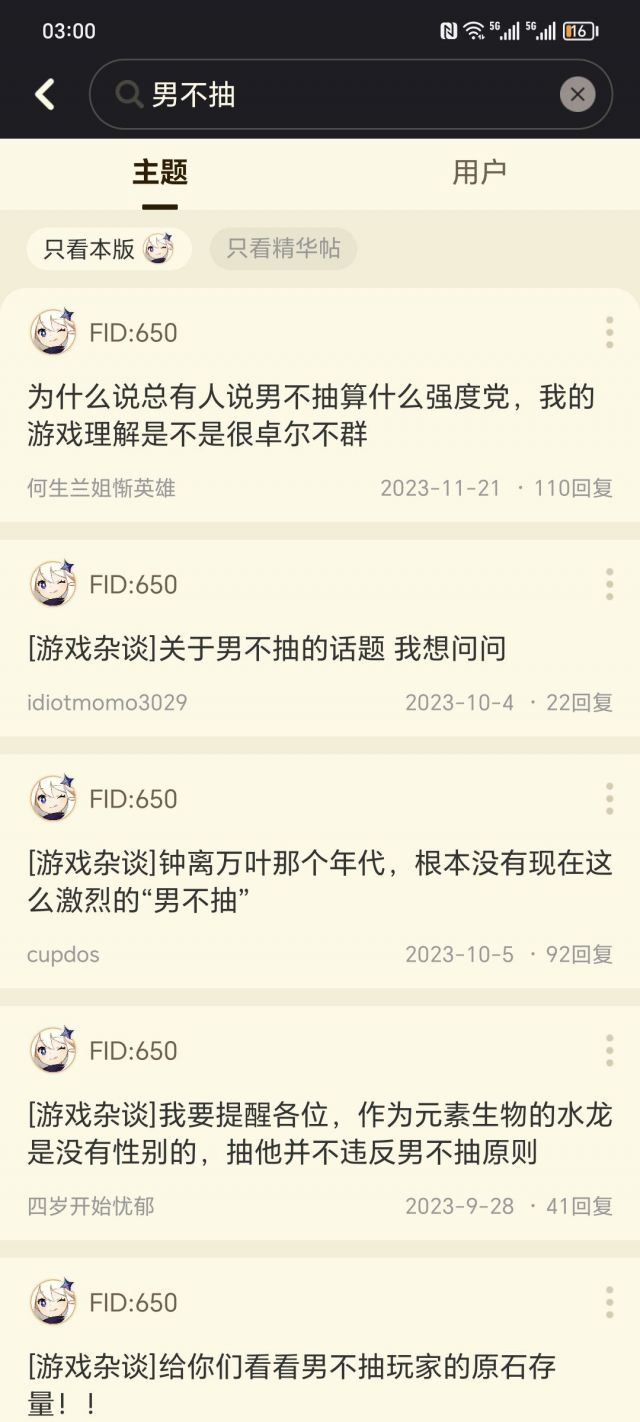 03:00
5G 5G 16
男不抽
主题 用户
只看本版 只看精华帖
FID:650
为什么说总有人说男不抽算什么强度党，我的
游戏理解是不是很卓尔不群
何生兰姐惭英雄 2023-11-21 · 110回复
FID:650
[游戏杂谈]关于男不抽的话题 我想问问
idiotmomo3029 2023-10-4 · 22回复
FID:650
[游戏杂谈]钟离万叶那个年代，根本没有现在这
么激烈的“男不抽”
cupdos 2023-10-5 · 92回复
FID:650
[游戏杂谈]我要提醒各位，作为元素生物的水龙
是没有性别的，抽他并不违反男不抽原则
四岁开始忧郁 2023-9-28 · 41回复
FID:650
[游戏杂谈]给你们看看男不抽玩家的原石存
量！！